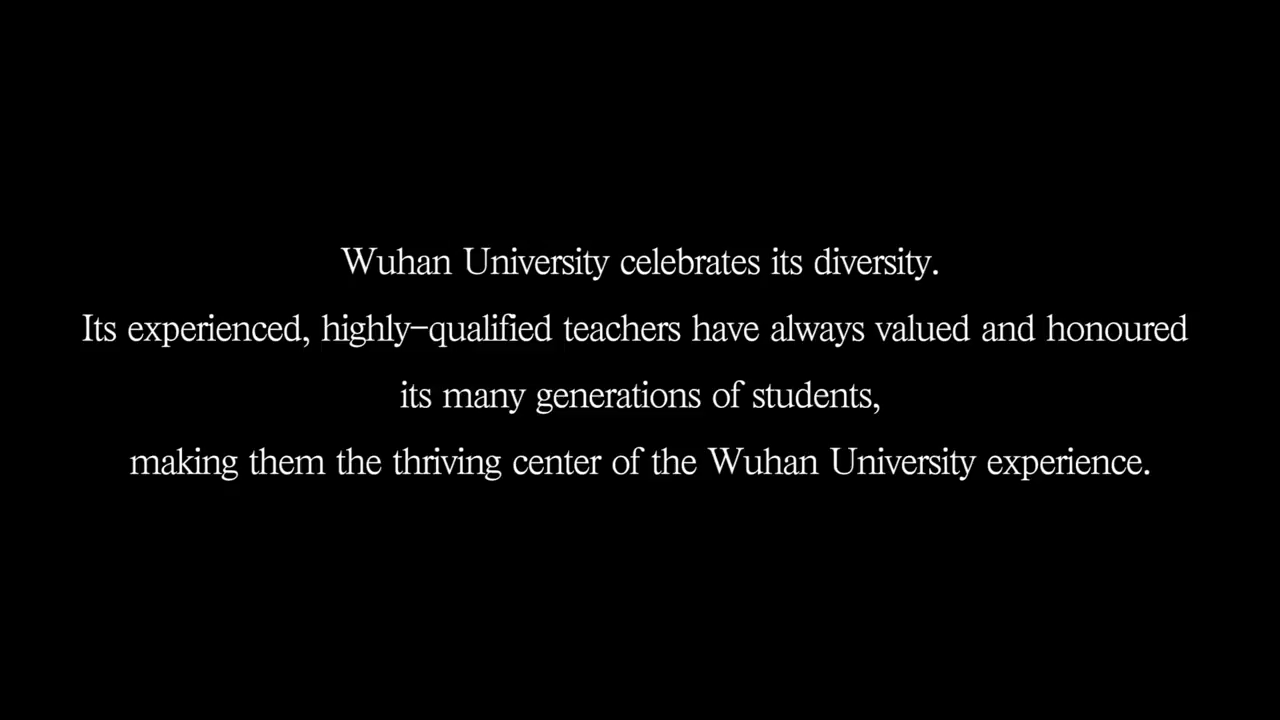 Wuhan University celebrates its diversity.
Its experienced, highly-qualified teachers have always valued and honoured
its many generations of students,
making them the thriving center of the Wuhan University experience.